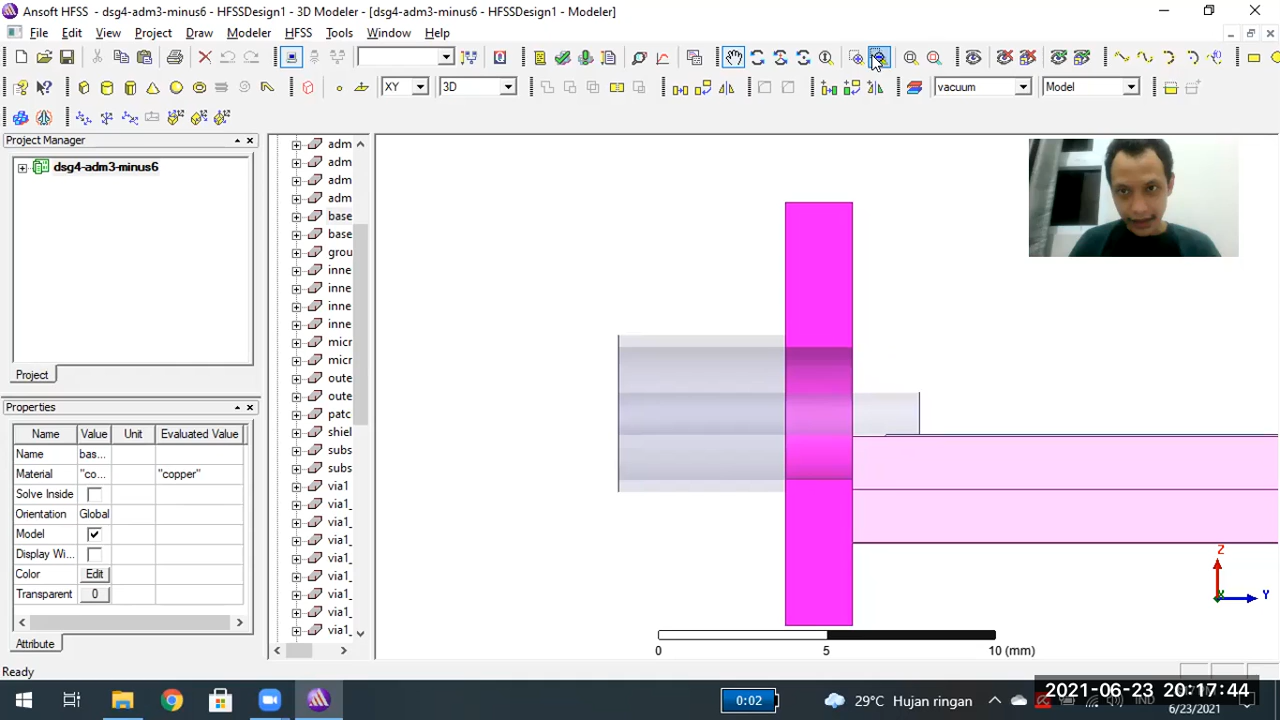 Ansoft HFSS - dsg4-adm3-minus6 - HFSSDesign1 - 3D Modeler - [dsg4-adm3-minus6 - HFSSDesign1 - Modeler]
File Edit View Project Draw Modeler HFSS Tools Window Help
XY 3D vacuum Model
Project Manager
dsg4-adm3-minus6
Project
Properties
Name Value Unit Evaluated Value
Name bas...
Material "co... "copper"
Solve Inside
Orientation Global
Model
Display Wi...
Color Edit
Transparent 0
Attribute
adm
adm
adm
adm
base
base
grou
inne
inne
inne
inne
micr
micr
oute
oute
patc
shiel
subs
subs
via1
via1_
via1_
via1_
via1_
via1_
via1_
via1_
via1_
Z
Y
0 5 10 (mm)
Ready
0:02
29°C Hujan ringan
IND
2021-06-23 20:17:44
6/23/2021